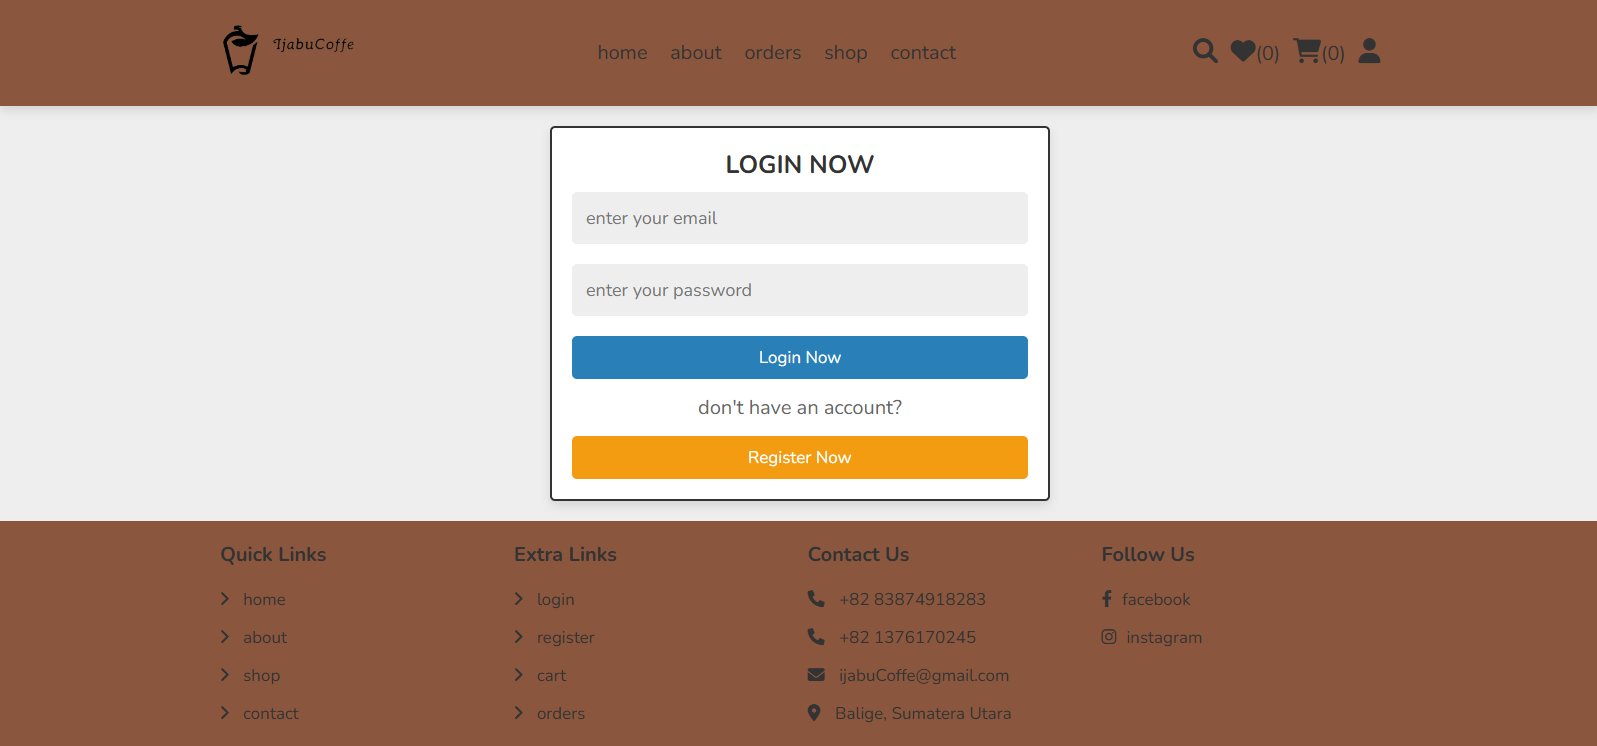 IjabuCoffe
home about orders shop contact
(0) (0)
LOGIN NOW
enter your email
enter your password
Login Now
don't have an account?
Register Now
Quick Links
home
about
shop
contact
Extra Links
login
register
cart
orders
Contact Us
+82 83874918283
+82 1376170245
ijabuCoffe@gmail.com
Balige, Sumatera Utara
Follow Us
facebook
instagram